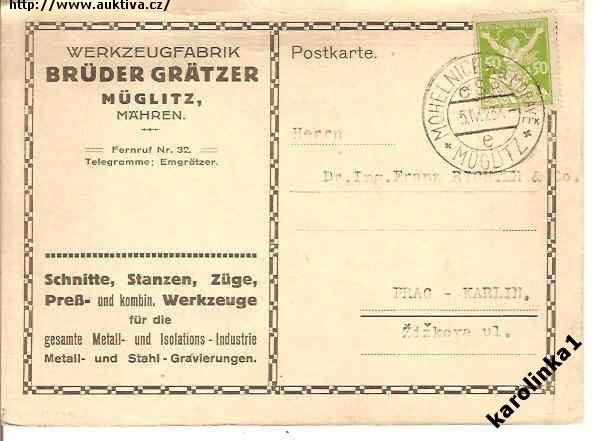 http://www.auktiva.cz/
WERKZEUGFABRIK
BRÜDER GRÄTZER
MÜGLITZ,
MÄHREN.
Fernruf Nr. 32.
Telegramme: Emgrätzer.
Schnitte, Stanzen, Züge,
Preß- und kombin. Werkzeuge
für die
gesamte Metall- und Isolations-Industrie
Metall- und Stahl-Gravierungen.
Postkarte.
50 50
MOHELNICE
MÜGLITZ
e
Herrn
Dr.Ing.Franz & Co.
PRAG - KARLIN,
Žižkova ul.
karolinka1